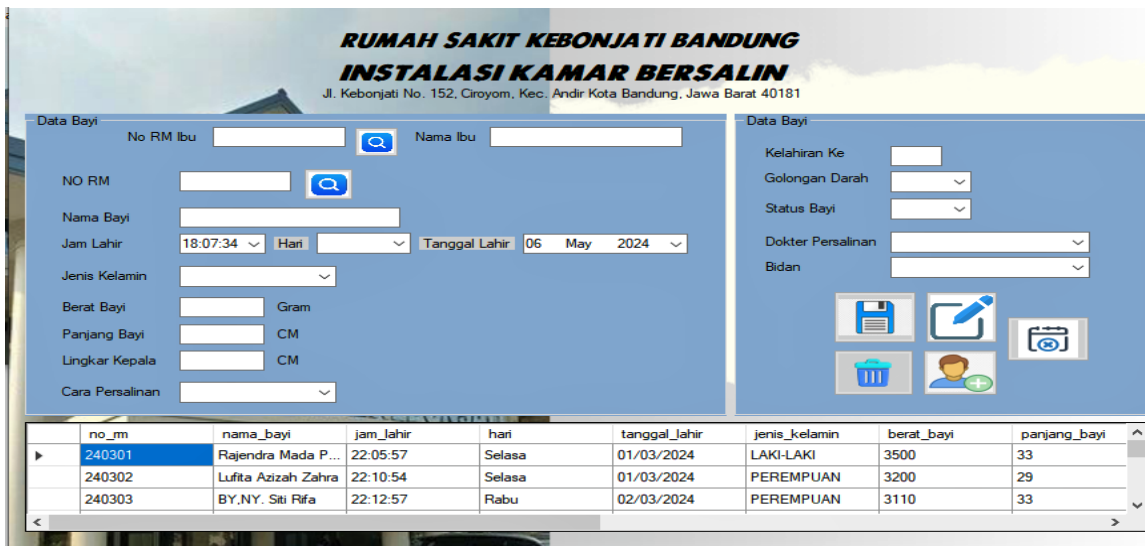 RUMAH SAKIT KEBONJATI BANDUNG
INSTALASI KAMAR BERSALIN
Jl. Kebonjati No. 152, Ciroyom, Kec. Andir Kota Bandung, Jawa Barat 40181
Data Bayi
No RM Ibu
Nama Ibu
NO RM
Nama Bayi
Jam Lahir 18:07:34 Hari Tanggal Lahir 06 May 2024
Jenis Kelamin
Berat Bayi Gram
Panjang Bayi CM
Lingkar Kepala CM
Cara Persalinan
Data Bayi
Kelahiran Ke
Golongan Darah
Status Bayi
Dokter Persalinan
Bidan
no_rm nama_bayi jam_lahir hari tanggal_lahir jenis_kelamin berat_bayi panjang_bayi
240301 Rajendra Mada P... 22:05:57 Selasa 01/03/2024 LAKI-LAKI 3500 33
240302 Lufita Azizah Zahra 22:10:54 Selasa 01/03/2024 PEREMPUAN 3200 29
240303 BY,NY. Siti Rifa 22:12:57 Rabu 02/03/2024 PEREMPUAN 3110 33